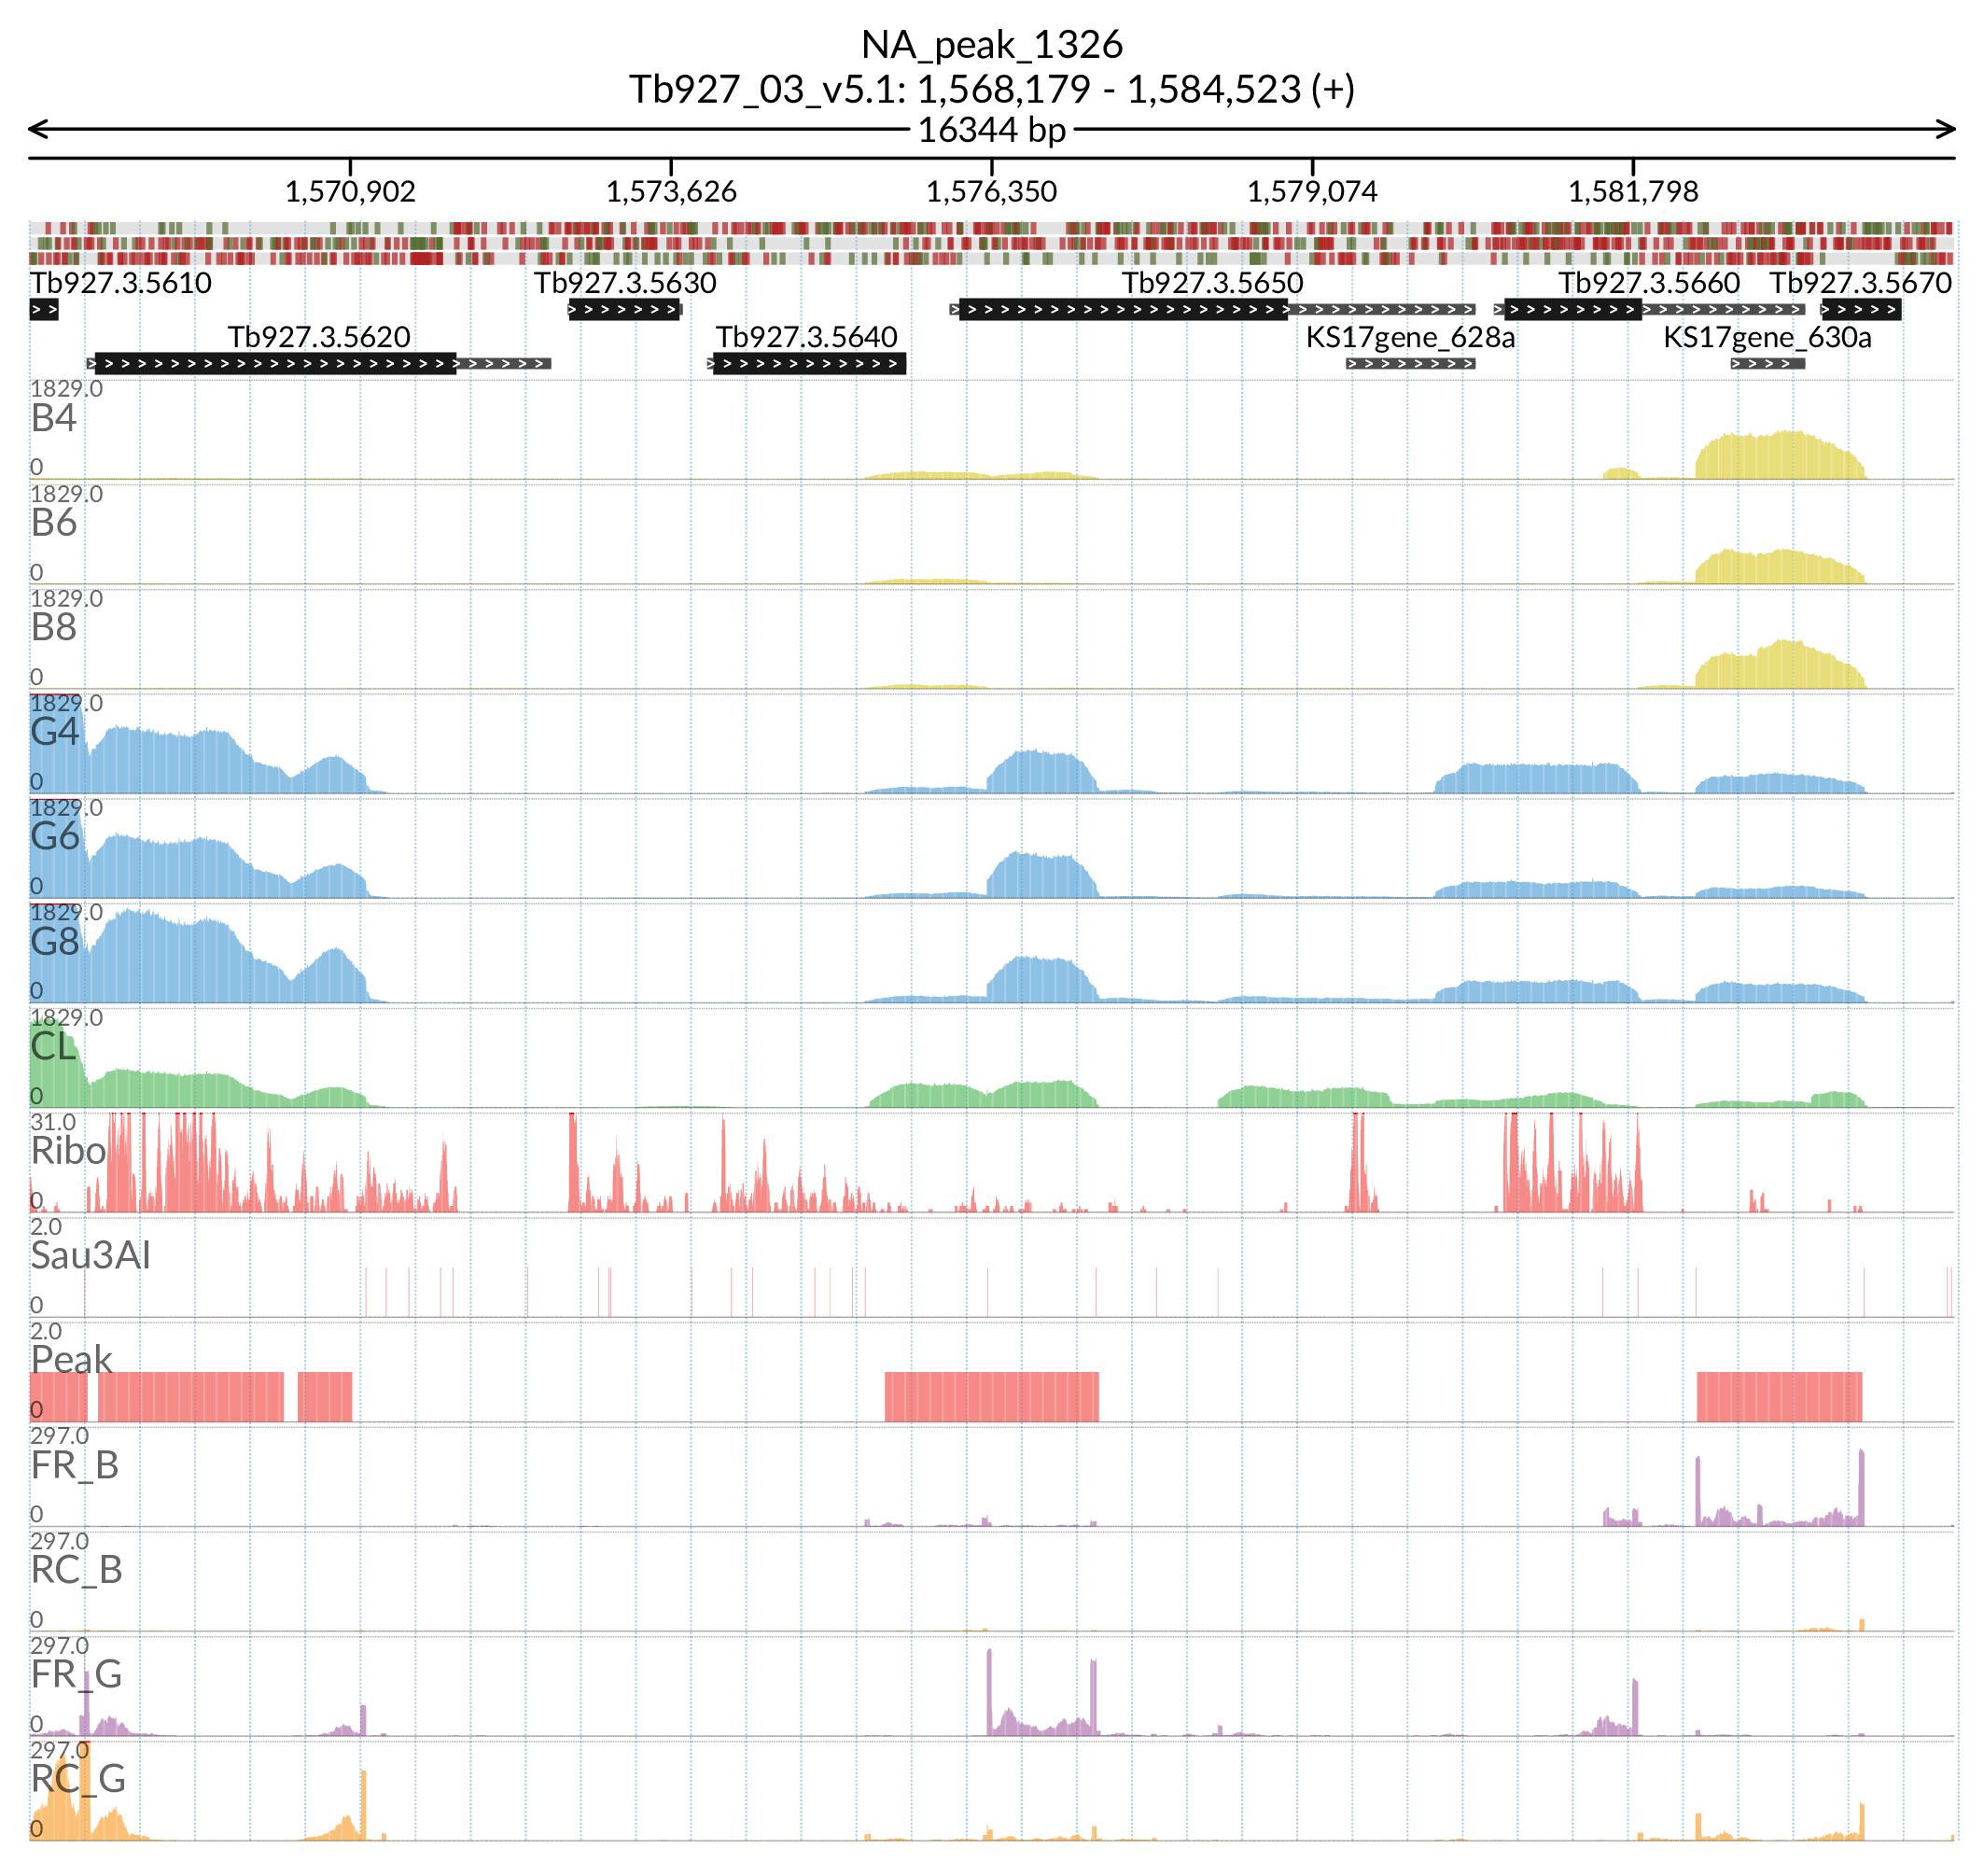 NA_peak_1326
Tb927_03_v5.1: 1,568,179 - 1,584,523 (+)
16344 bp
1,570,902 1,573,626 1,576,350 1,579,074 1,581,798
Tb927.3.5610 Tb927.3.5630 Tb927.3.5650 Tb927.3.5660 Tb927.3.5670
Tb927.3.5620 Tb927.3.5640 KS17gene_628a KS17gene_630a
1829.0
B4
0
1829.0
B6
0
1829.0
B8
0
1829.0
G4
0
1829.0
G6
0
1829.0
G8
0
1829.0
CL
0
31.0
Ribo
0
2.0
Sau3AI
0
2.0
Peak
0
297.0
FR_B
0
297.0
RC_B
0
297.0
FR_G
0
297.0
RC_G
0